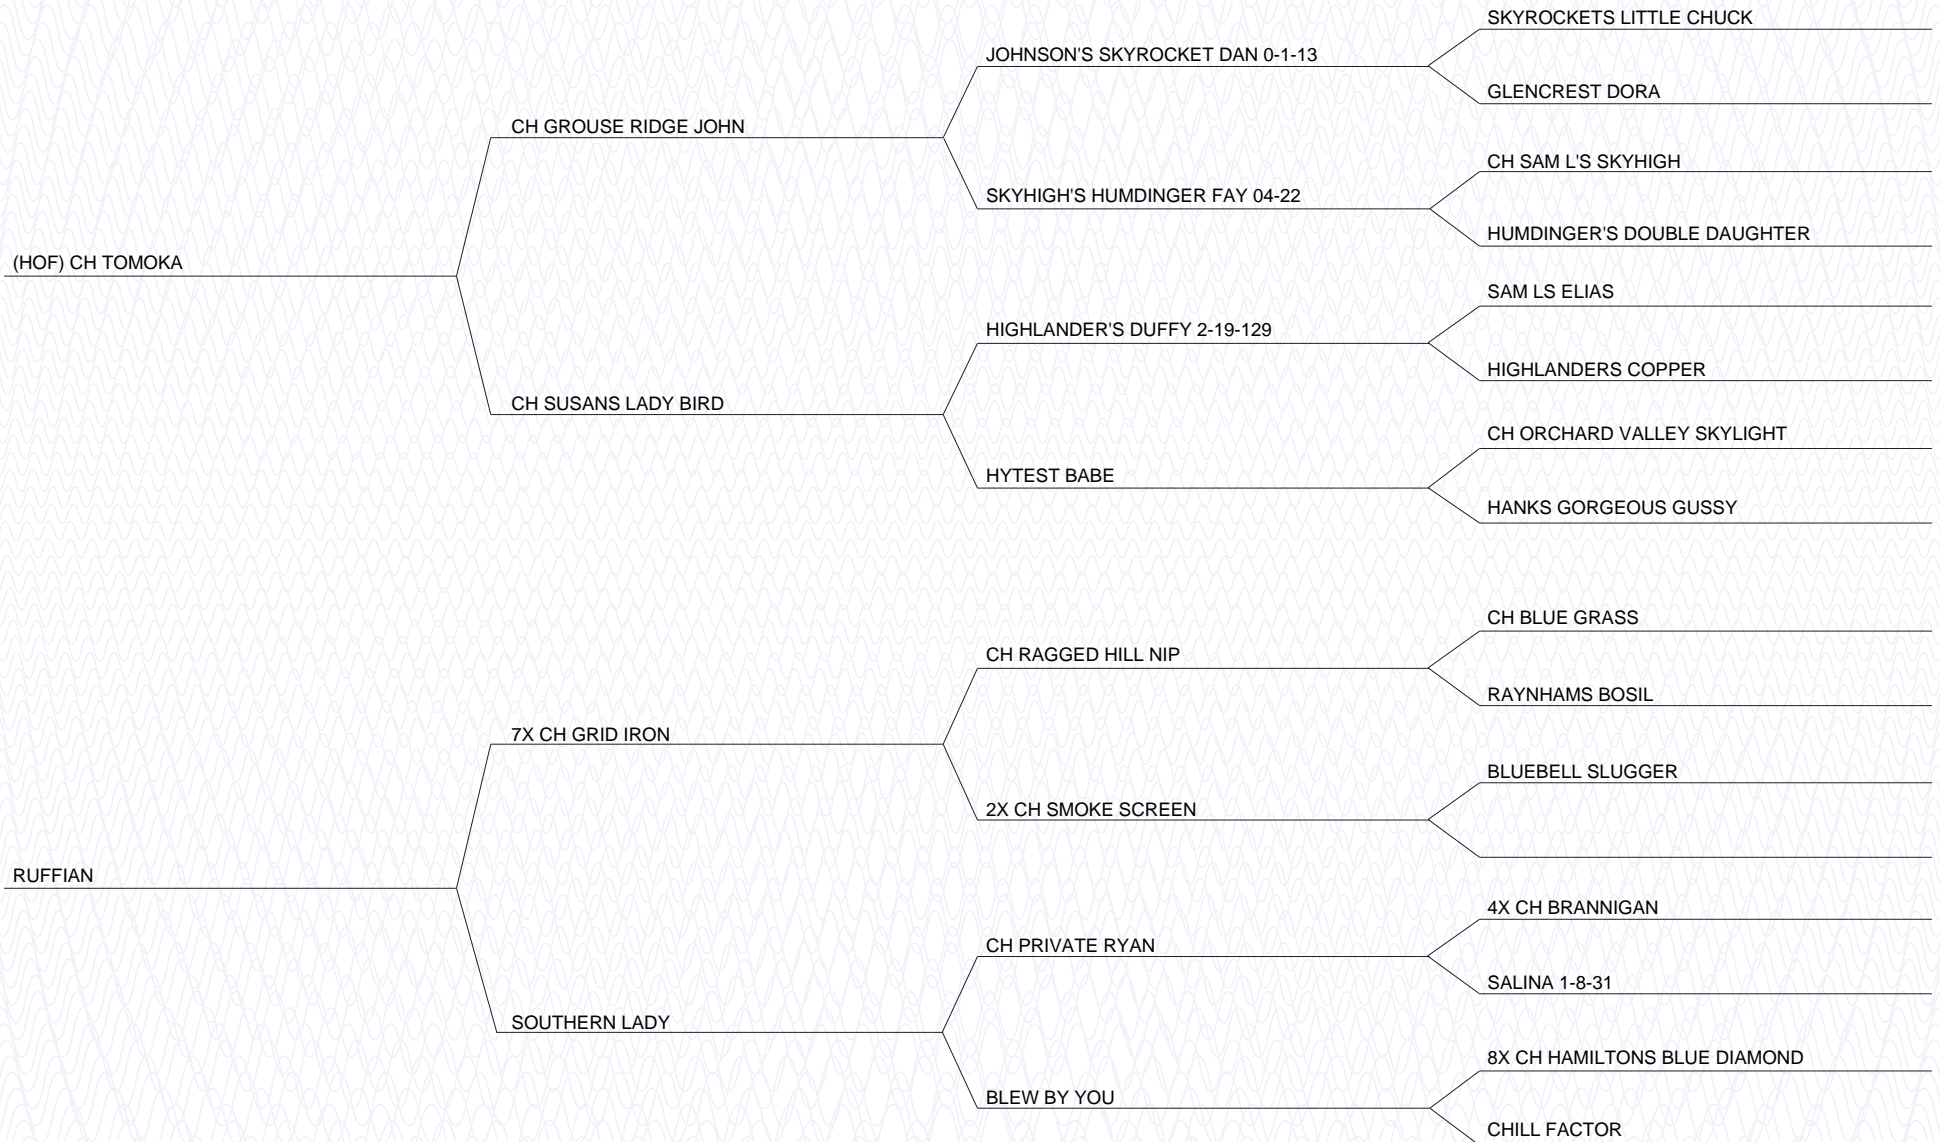 SKYROCKETS LITTLE CHUCK
JOHNSON'S SKYROCKET DAN 0-1-13
GLENCREST DORA
CH GROUSE RIDGE JOHN
CH SAM L'S SKYHIGH
SKYHIGH'S HUMDINGER FAY 04-22
HUMDINGER'S DOUBLE DAUGHTER
(HOF) CH TOMOKA
SAM LS ELIAS
HIGHLANDER'S DUFFY 2-19-129
HIGHLANDERS COPPER
CH SUSANS LADY BIRD
CH ORCHARD VALLEY SKYLIGHT
HYTEST BABE
HANKS GORGEOUS GUSSY
CH BLUE GRASS
CH RAGGED HILL NIP
RAYNHAMS BOSIL
7X CH GRID IRON
BLUEBELL SLUGGER
2X CH SMOKE SCREEN
RUFFIAN
4X CH BRANNIGAN
CH PRIVATE RYAN
SALINA 1-8-31
SOUTHERN LADY
8X CH HAMILTONS BLUE DIAMOND
BLEW BY YOU
CHILL FACTOR